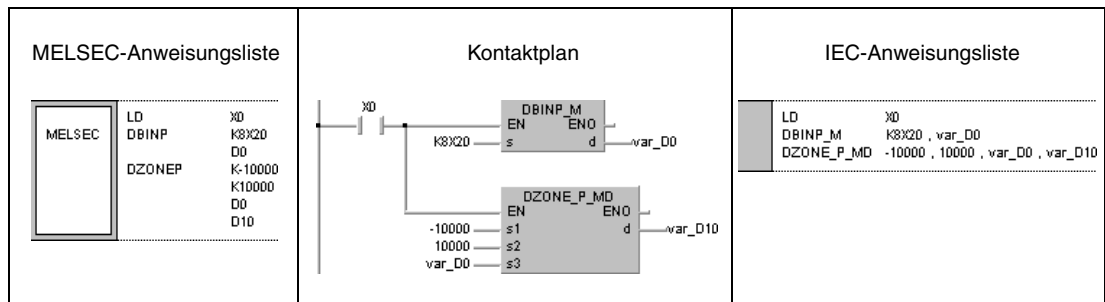 MELSEC-Anweisungsliste
MELSEC
LD X0
DBINP K8X20
D0
DZONEP K-10000
K10000
D0
D10
Kontaktplan
X0
DBINP_M
EN ENO
K8X20 s d var_D0
DZONE_P_MD
EN ENO
-10000 s1 d var_D10
10000 s2
var_D0 s3
IEC-Anweisungsliste
LD X0
DBINP_M K8X20 , var_D0
DZONE_P_MD -10000 , 10000 , var_D0 , var_D10